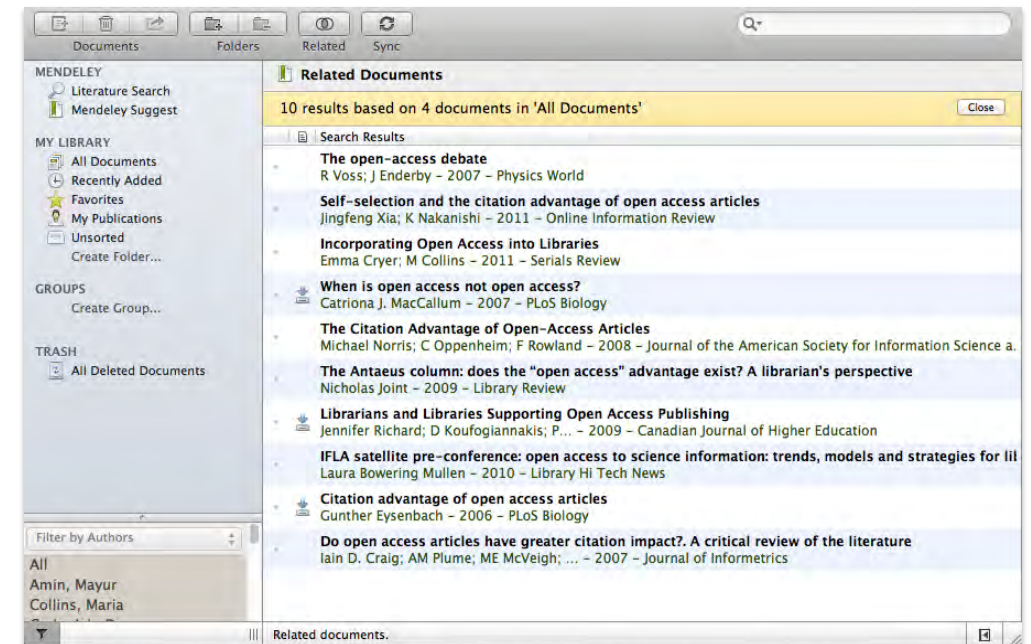 Documents Folders Related Sync
MENDELEY
Literature Search
Mendeley Suggest
MY LIBRARY
All Documents
Recently Added
Favorites
My Publications
Unsorted
Create Folder...
GROUPS
Create Group...
TRASH
All Deleted Documents
Filter by Authors
All
Amin, Mayur
Collins, Maria
Related Documents
10 results based on 4 documents in 'All Documents'
Close
Search Results
The open-access debate
R Voss; J Enderby – 2007 – Physics World
Self-selection and the citation advantage of open access articles
Jingfeng Xia; K Nakanishi – 2011 – Online Information Review
Incorporating Open Access into Libraries
Emma Cryer; M Collins – 2011 – Serials Review
When is open access not open access?
Catriona J. MacCallum – 2007 – PLoS Biology
The Citation Advantage of Open-Access Articles
Michael Norris; C Oppenheim; F Rowland – 2008 – Journal of the American Society for Information Science a.
The Antaeus column: does the “open access” advantage exist? A librarian's perspective
Nicholas Joint – 2009 – Library Review
Librarians and Libraries Supporting Open Access Publishing
Jennifer Richard; D Koufogiannakis; P... – 2009 – Canadian Journal of Higher Education
IFLA satellite pre-conference: open access to science information: trends, models and strategies for
Laura Bowering Mullen – 2010 – Library Hi Tech News
Citation advantage of open access articles
Gunther Eysenbach – 2006 – PLoS Biology
Do open access articles have greater citation impact?. A critical review of the literature
Iain D. Craig; AM Plume; ME McVeigh; ... – 2007 – Journal of Informetrics
Related documents.